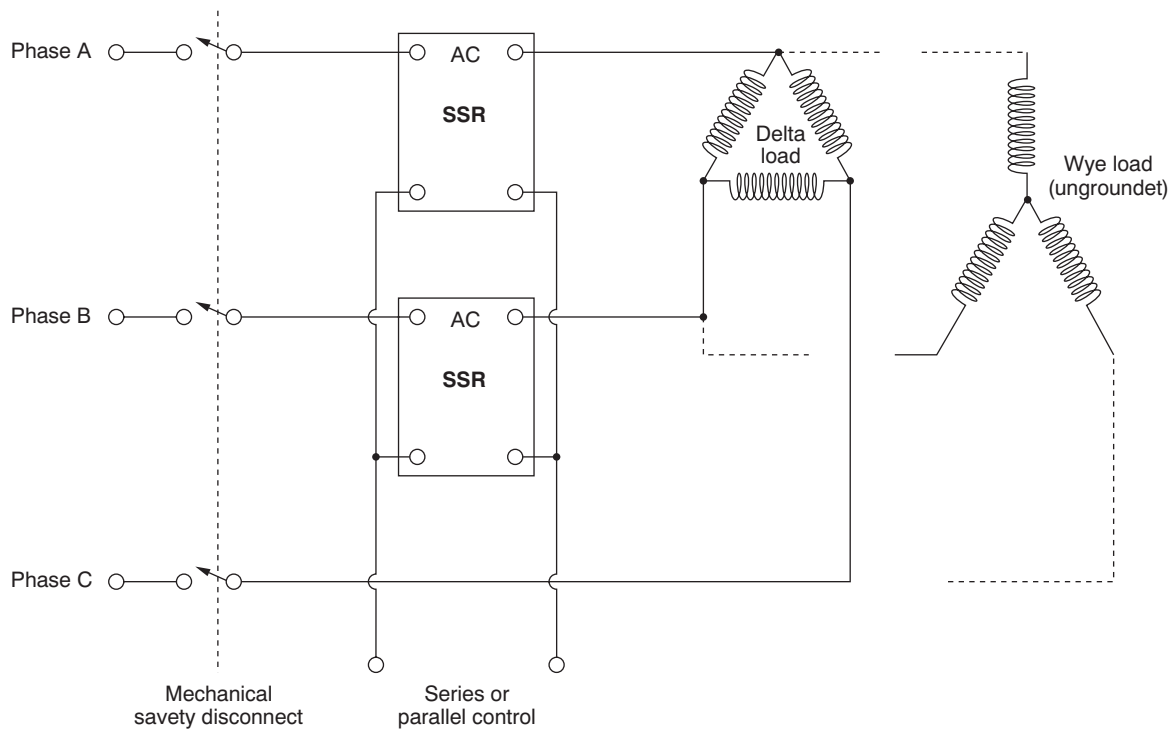 Phase A
AC
SSR
Delta
load
Wye load
(ungroundet)
Phase B
AC
SSR
Phase C
Mechanical
savety disconnect
Series or
parallel control